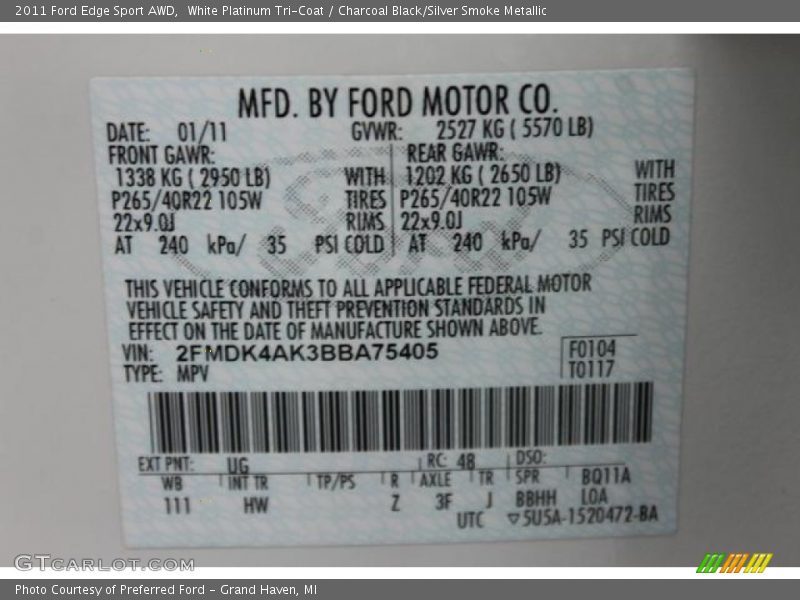 2011 Ford Edge Sport AWD,  White Platinum Tri-Coat / Charcoal Black/Silver Smoke Metallic
MFD. BY FORD MOTOR CO.
DATE: 01/11 GVWR: 2527 KG ( 5570 LB)
FRONT GAWR: REAR GAWR:
1338 KG ( 2950 LB) WITH 1202 KG ( 2650 LB) WITH
P265/40R22 105W TIRES P265/40R22 105W TIRES
22x9.0J RIMS 22x9.0J RIMS
AT 240 kPa/ 35 PSI COLD AT 240 kPa/ 35 PSI COLD
THIS VEHICLE CONFORMS TO ALL APPLICABLE FEDERAL MOTOR
VEHICLE SAFETY AND THEFT PREVENTION STANDARDS IN
EFFECT ON THE DATE OF MANUFACTURE SHOWN ABOVE.
VIN: 2FMDK4AK3BBA75405 F0104
TYPE: MPV T0117
EXT PNT: UG RC: 48 DSO:
WB INT TR TP/PS R AXLE TR SPR BQ11A
111 HW Z 3F J BBHH LOA
UTC ▽5U5A-1520472-BA
GTCARLOT.COM
Photo Courtesy of Preferred Ford - Grand Haven, MI